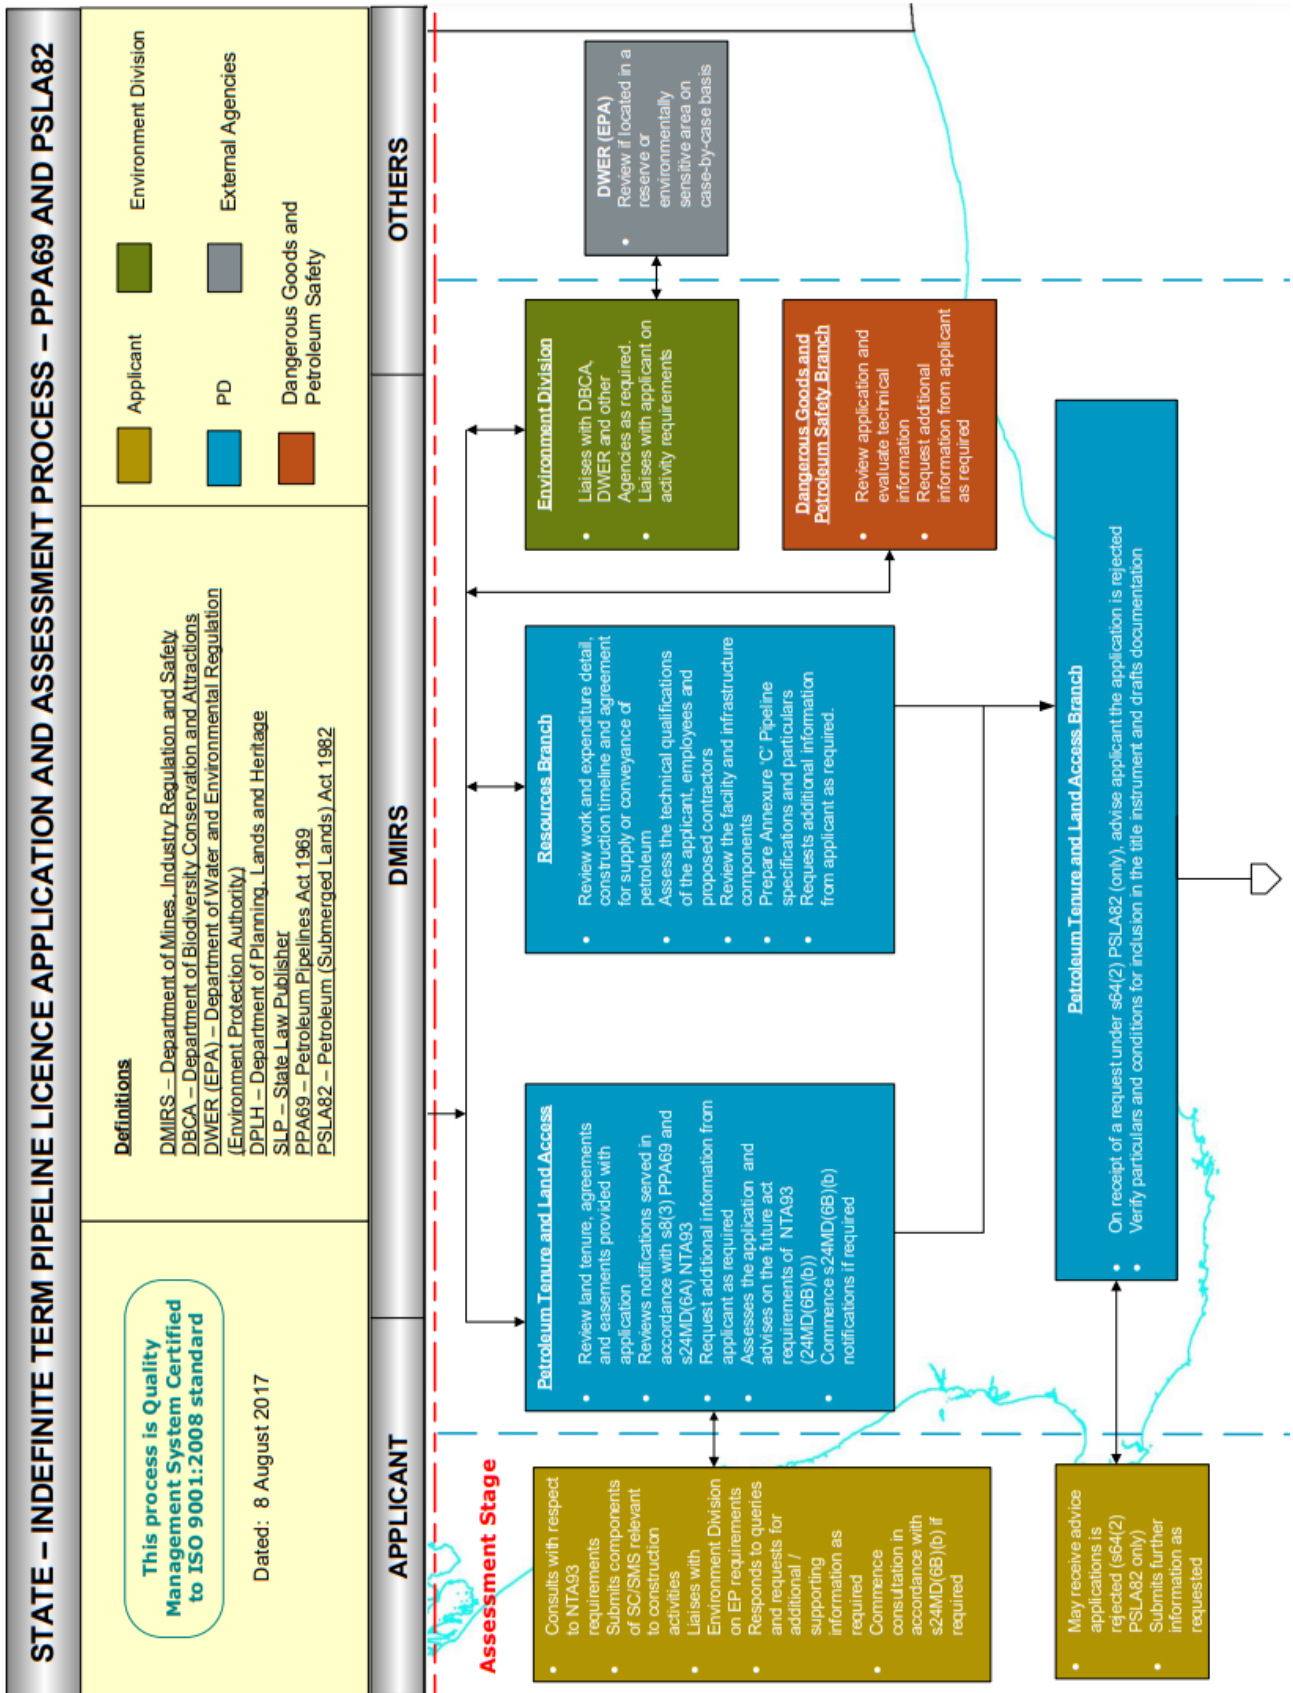 STATE – INDEFINITE TERM PIPELINE LICENCE APPLICATION AND ASSESSMENT PROCESS – PPA69 AND PSLA82
This process is Quality
Management System Certified
to ISO 9001:2008 standard
Dated: 8 August 2017
Definitions
DMIRS – Department of Mines, Industry Regulation and Safety
DBCA – Department of Biodiversity Conservation and Attractions
DWER (EPA) – Department of Water and Environmental Regulation
(Environment Protection Authority)
DPLH – Department of Planning, Lands and Heritage
SLP – State Law Publisher
PPA69 – Petroleum Pipelines Act 1969
PSLA82 – Petroleum (Submerged Lands) Act 1982
Applicant
Environment Division
PD
External Agencies
Dangerous Goods and
Petroleum Safety
APPLICANT
DMIRS
OTHERS
Assessment Stage
• Consults with respect
to NTA93
requirements
• Submits components
of SC/SMS relevant
to construction
activities
• Liaises with
Environment Division
on EP requirements
• Responds to queries
and requests for
additional /
supporting
information as
required
• Commence
consultation in
accordance with
s24MD(6B)(b) if
required
Petroleum Tenure and Land Access
• Review land tenure, agreements
and easements provided with
application
• Reviews notifications served in
accordance with s8(3) PPA69 and
s24MD(6A) NTA93
• Request additional information from
applicant as required
• Assesses the application and
advises on the future act
requirements of NTA93
(24MD(6B)(b))
• Commence s24MD(6B)(b)
notifications if required
Resources Branch
• Review work and expenditure detail,
construction timeline and agreement
for supply or conveyance of
petroleum
• Assess the technical qualifications
of the applicant, employees and
proposed contractors
• Review the facility and infrastructure
components
• Prepare Annexure ‘C’ Pipeline
specifications and particulars
• Requests additional information
from applicant as required.
Environment Division
• Liaises with DBCA,
DWER and other
Agencies as required.
• Liaises with applicant on
activity requirements
DWER (EPA)
• Review if located in a
reserve or
environmentally
sensitive area on
case-by-case basis
Dangerous Goods and
Petroleum Safety Branch
• Review application and
evaluate technical
information
• Request additional
information from applicant
as required
• May receive advice
applications is
rejected (s64(2)
PSLA82 only)
• Submits further
information as
requested
Petroleum Tenure and Land Access Branch
• On receipt of a request under s64(2) PSLA82 (only), advise applicant the application is rejected
• Verify particulars and conditions for inclusion in the title instrument and drafts documentation